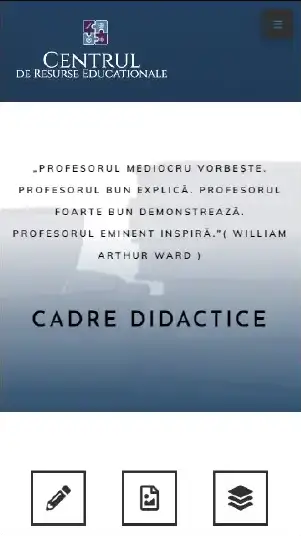 CENTRUL
DE RESURSE EDUCATIONALE
„PROFESORUL MEDIOCRU VORBEȘTE.
PROFESORUL BUN EXPLICĂ. PROFESORUL
FOARTE BUN DEMONSTREAZĂ.
PROFESORUL EMINENT INSPIRĂ.”( WILLIAM
ARTHUR WARD )
CADRE DIDACTICE